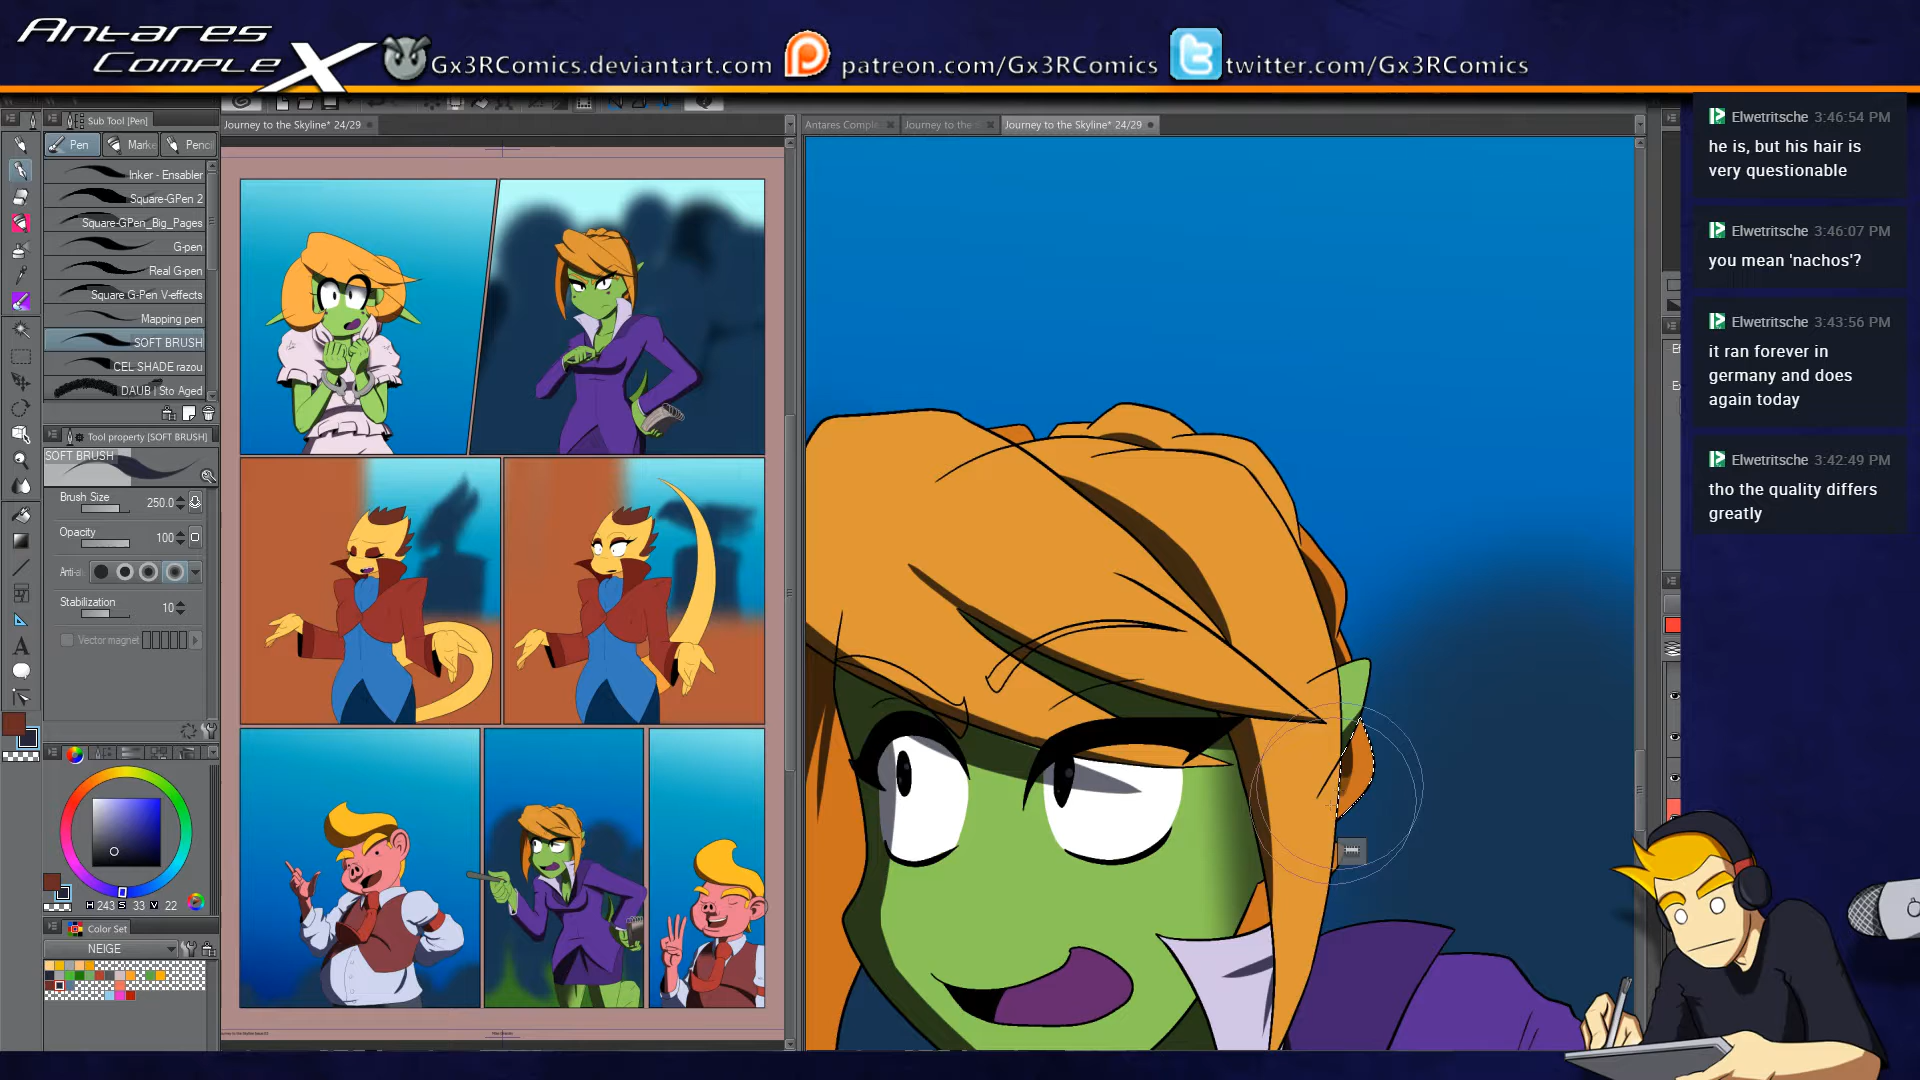 Antares
Complex
Gx3RComics.deviantart.com
patreon.com/Gx3RComics
twitter.com/Gx3RComics
Sub Tool [Pen]
Pen
Marke
Pencil
Inker - Ensabler
Square-GPen 2
Square-GPen_Big_Pages
G-pen
Real G-pen
Square G-Pen V-effects
Mapping pen
SOFT BRUSH
CEL SHADE razou
DAUB | Sto Aged
Tool property [SOFT BRUSH]
SOFT BRUSH
Brush Size
250.0
Opacity
100
Anti-al
Stabilization
10
Vector magnet
H 243 S 33 V 22
Color Set
NEIGE
Journey to the Skyline* 24/29
Antares Comple
Journey to the
Journey to the Skyline* 24/29
Elwetritsche 3:46:54 PM
he is, but his hair is
very questionable
Elwetritsche 3:46:07 PM
you mean 'nachos'?
Elwetritsche 3:43:56 PM
it ran forever in
germany and does
again today
Elwetritsche 3:42:49 PM
tho the quality differs
greatly